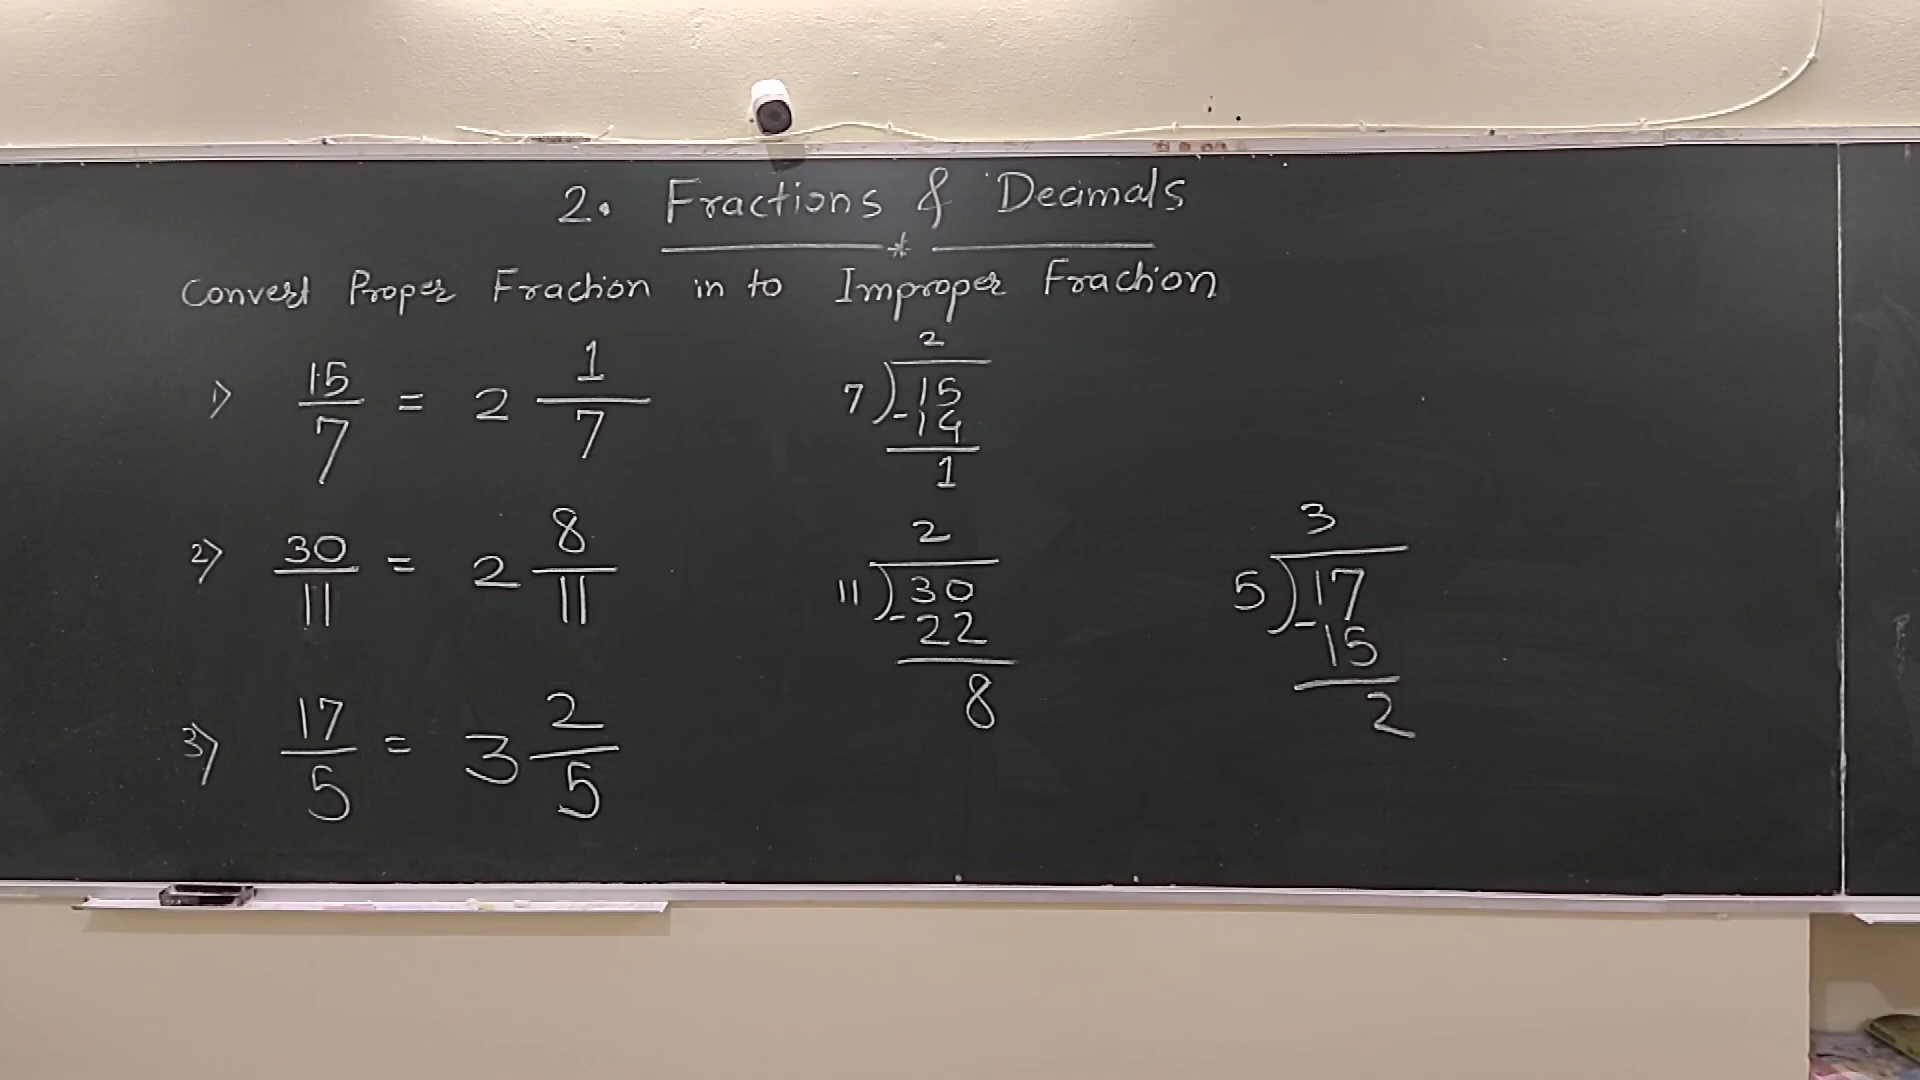 2. Fractions & Decimals
*
Convert Proper Fraction in to Improper Fraction
1) 15/7 = 2 1/7
2
7)15
-14
1
2) 30/11 = 2 8/11
2
11)30
-22
8
3
5)17
-15
2
3) 17/5 = 3 2/5